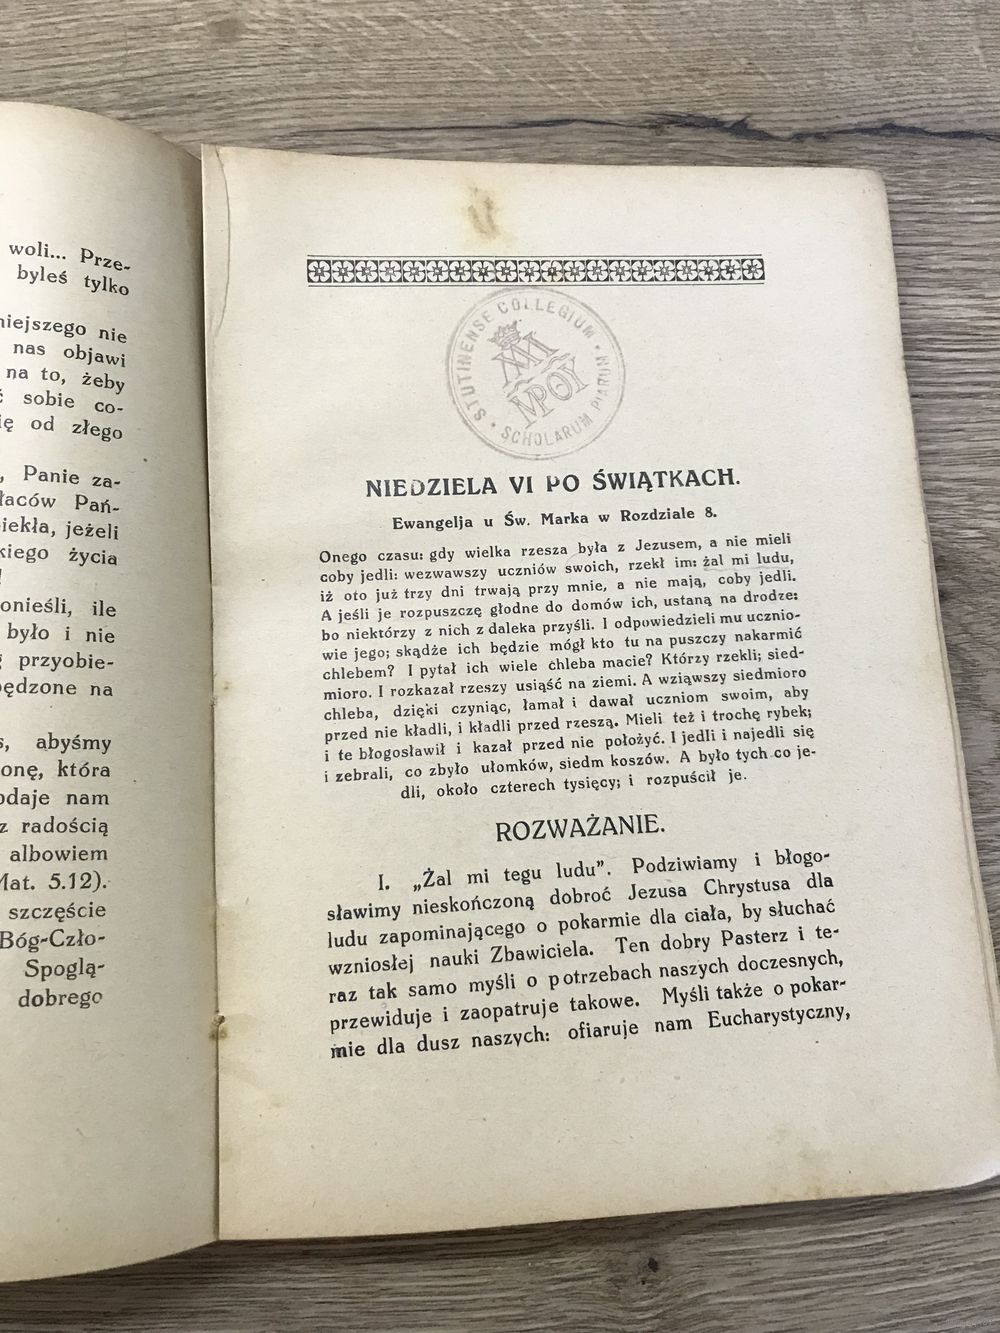 woli... Prze-
byleś tylko
niejszego nie
nas objawi
na to, żeby
sobie co-
od złego
Panie za-
łaców Pań-
iekła, jeżeli
kiego życia
onieśli, ile
było i nie
przyobie-
ędzone na
abyśmy
onę, która
odaje nam
z radością
albowiem
Mat. 5.12).
szczęście
Bóg-Czło-
Spoglą-
dobrego
STUTINENSE COLLEGIUM
SCHOLARUM PIARUM
NIEDZIELA VI PO ŚWIĄTKACH.
Ewangelja u Św. Marka w Rozdziale 8.
Onego czasu: gdy wielka rzesza była z Jezusem, a nie mieli
coby jedli: wezwawszy uczniów swoich, rzekł im: żal mi ludu,
iż oto już trzy dni trwają przy mnie, a nie mają, coby jedli.
A jeśli je rozpuszczę głodne do domów ich, ustaną na drodze:
bo niektórzy z nich z daleka przyśli. I odpowiedzieli mu ucznio-
wie jego; skądże ich będzie mógł kto tu na puszczy nakarmić
chlebem? I pytał ich wiele chleba macie? Którzy rzekli; sied-
mioro. I rozkazał rzeszy usiąść na ziemi. A wziąwszy siedmioro
chleba, dzięki czyniąc, łamał i dawał uczniom swoim, aby
przed nie kładli, i kładli przed rzeszą. Mieli też i trochę rybek;
i te błogosławił i kazał przed nie położyć. I jedli i najedli się
i zebrali, co zbyło ułomków, siedm koszów. A było tych co je-
dli, około czterech tysięcy; i rozpuścił je.
ROZWAŻANIE.
I. „Żal mi tegu ludu”. Podziwiamy i błogo-
sławimy nieskończoną dobroć Jezusa Chrystusa dla
ludu zapominającego o pokarmie dla ciała, by słuchać
wzniosłej nauki Zbawiciela. Ten dobry Pasterz i te-
raz tak samo myśli o potrzebach naszych doczesnych,
przewiduje i zaopatruje takowe. Myśli także o pokar-
mie dla dusz naszych: ofiaruje nam Eucharystyczny,